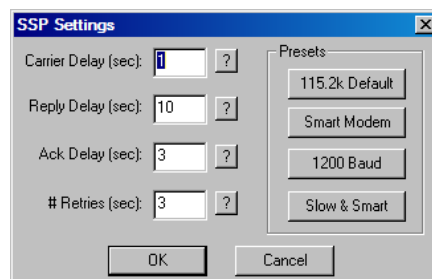 SSP Settings
Carrier Delay (sec): 1 ?
Reply Delay (sec): 10 ?
Ack Delay (sec): 3 ?
# Retries (sec): 3 ?
Presets
115.2k Default
Smart Modem
1200 Baud
Slow & Smart
OK
Cancel